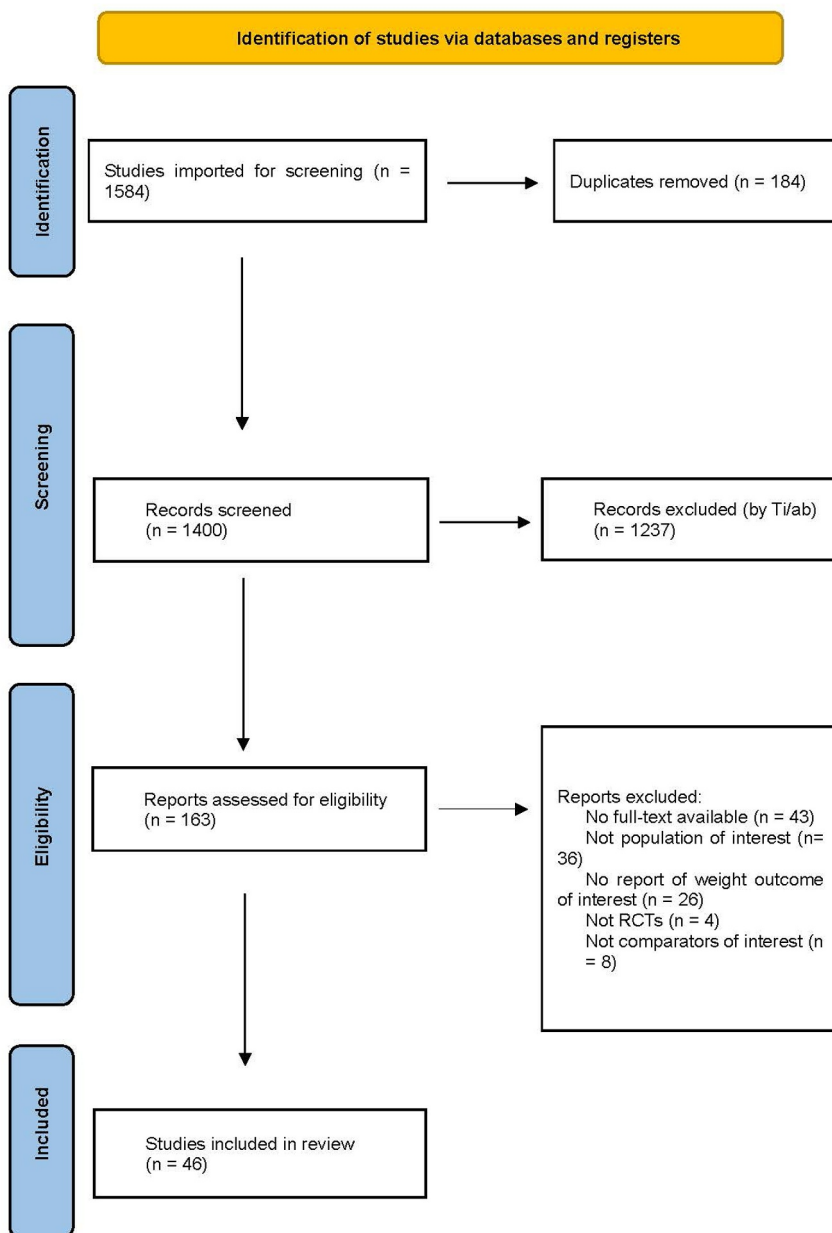 Identification of studies via databases and registers
Identification
Studies imported for screening (n =
1584)
Duplicates removed (n = 184)
Screening
Records screened
(n = 1400)
Records excluded (by Ti/ab)
(n = 1237)
Eligibility
Reports assessed for eligibility
(n = 163)
Reports excluded:
No full-text available (n = 43)
Not population of interest (n=
36)
No report of weight outcome
of interest (n = 26)
Not RCTs (n = 4)
Not comparators of interest (n
= 8)
Included
Studies included in review
(n = 46)